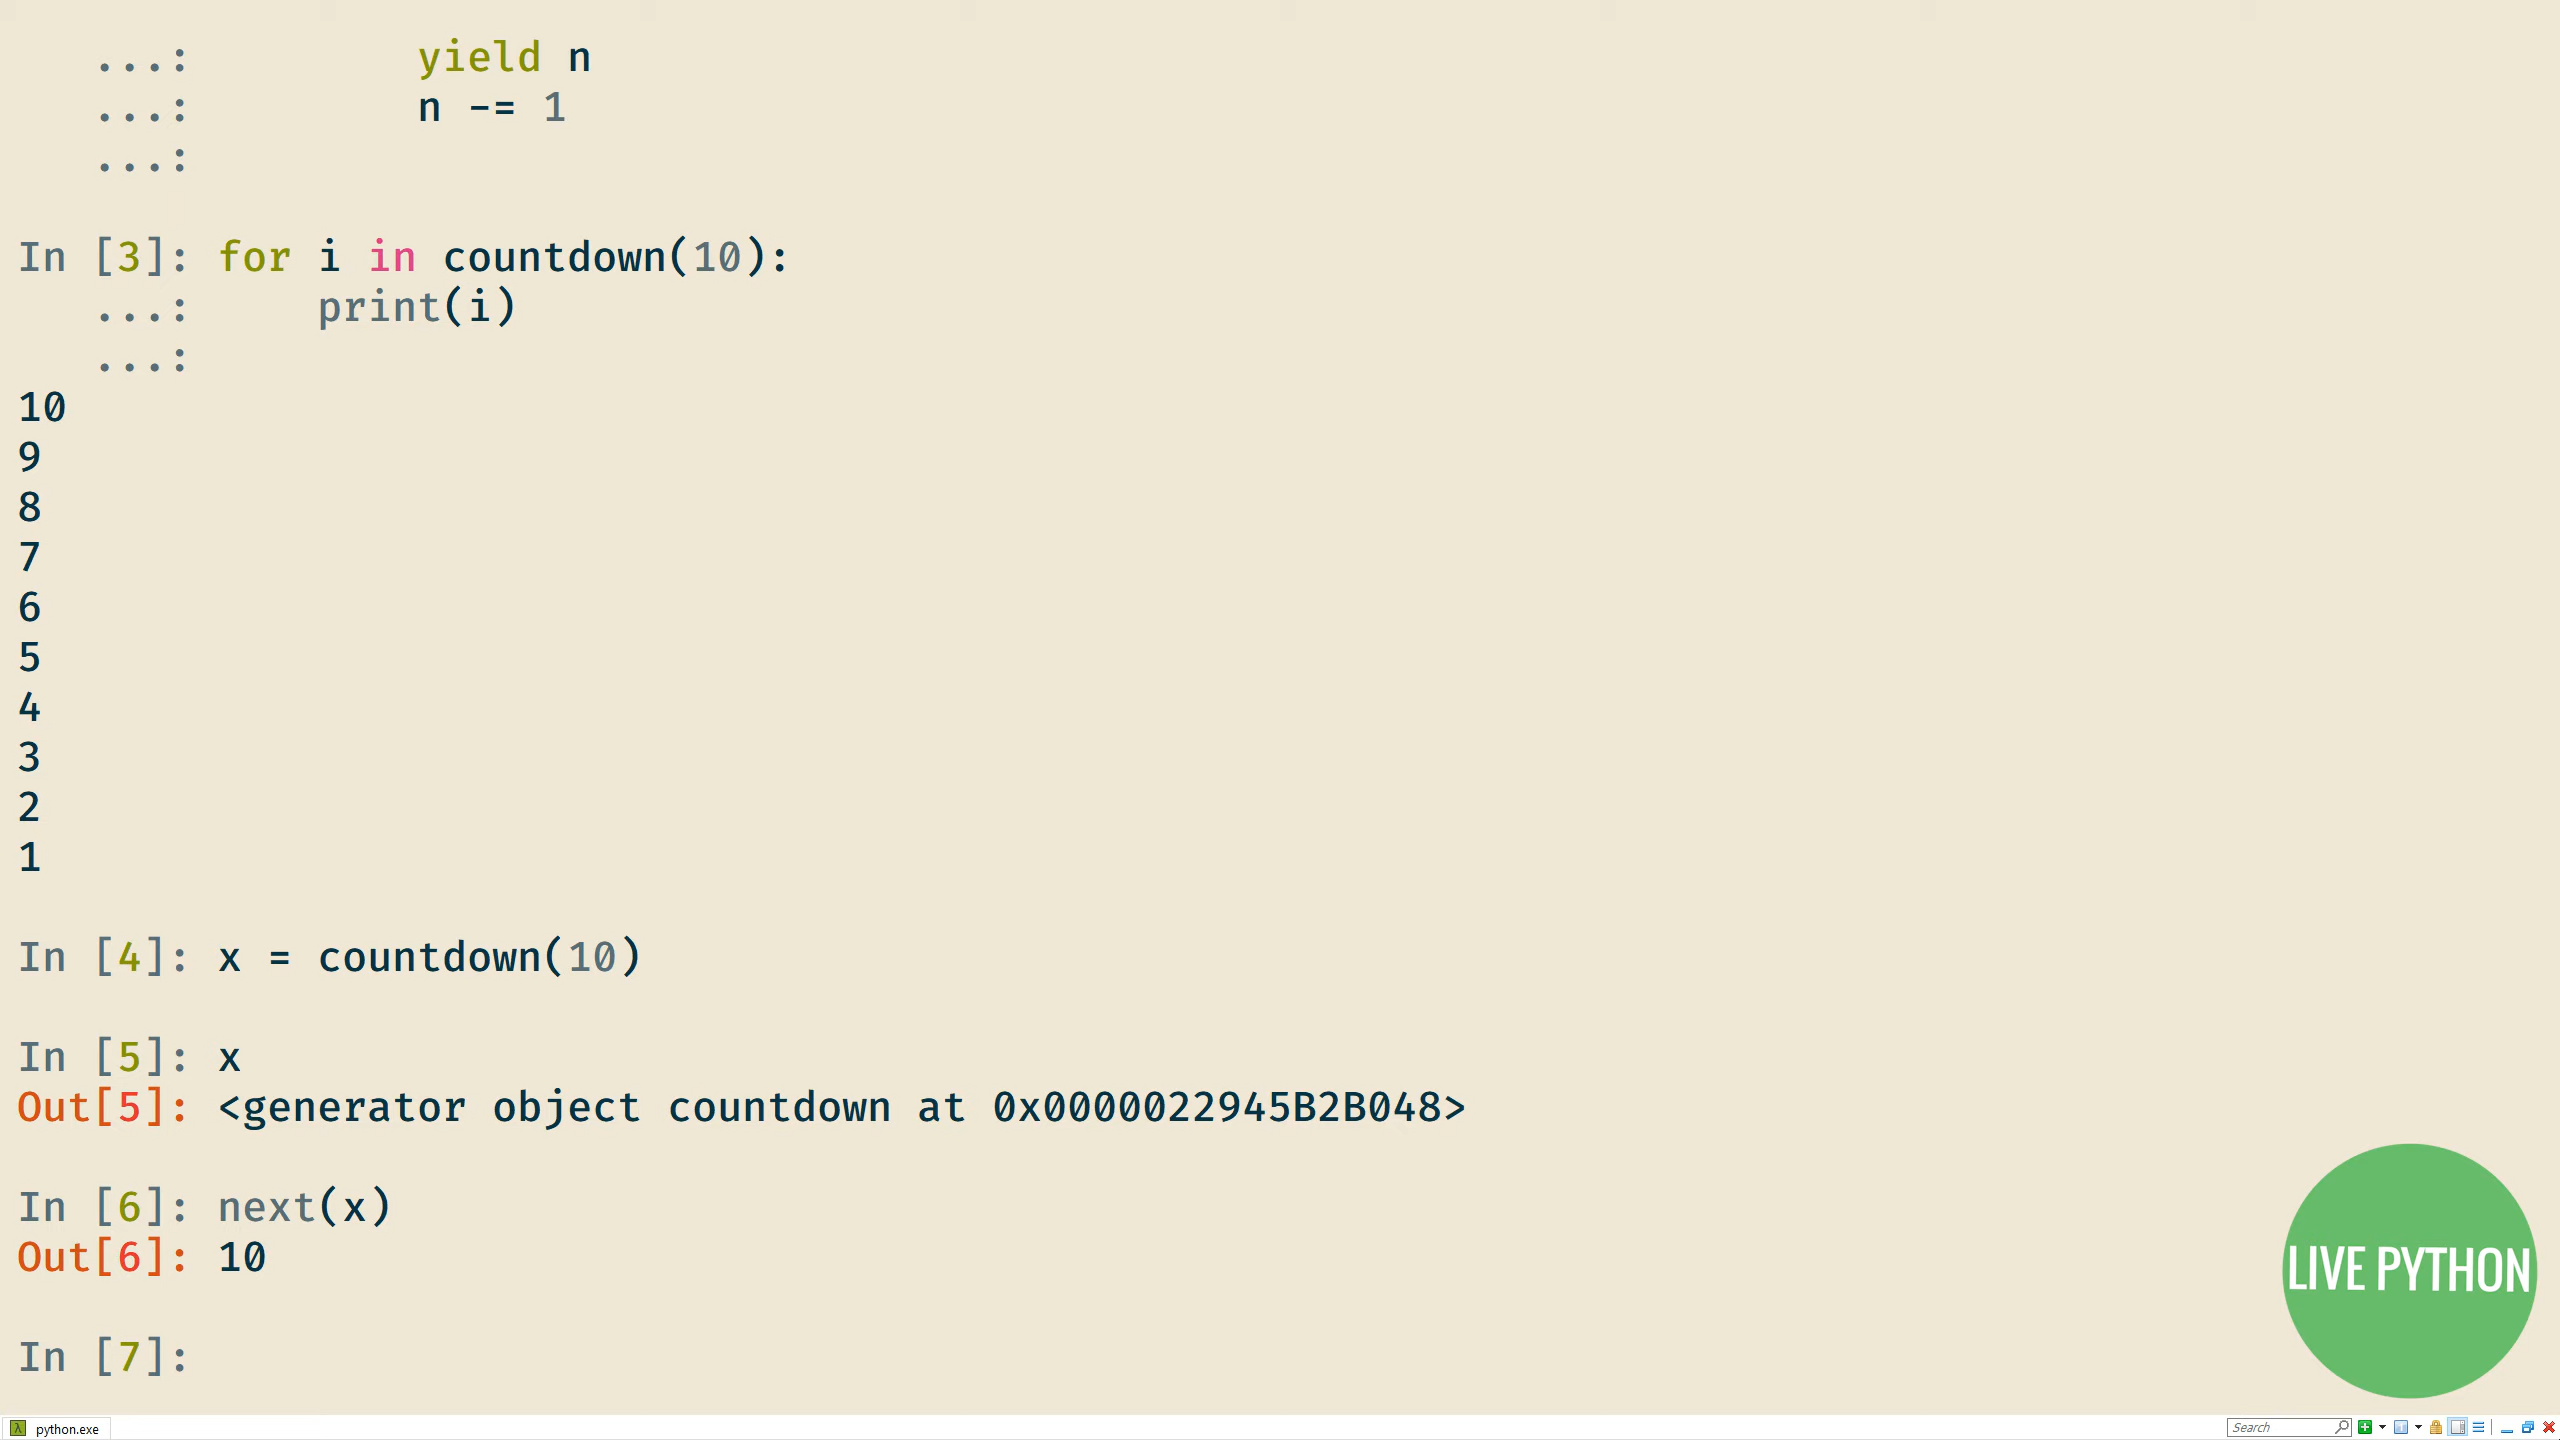 ...:         yield n
...:         n -= 1
...:
In [3]: for i in countdown(10):
...:     print(i)
...:
10
9
8
7
6
5
4
3
2
1
In [4]: x = countdown(10)
In [5]: x
Out[5]: <generator object countdown at 0x0000022945B2B048>
In [6]: next(x)
Out[6]: 10
LIVE PYTHON
In [7]:
python.exe
Search